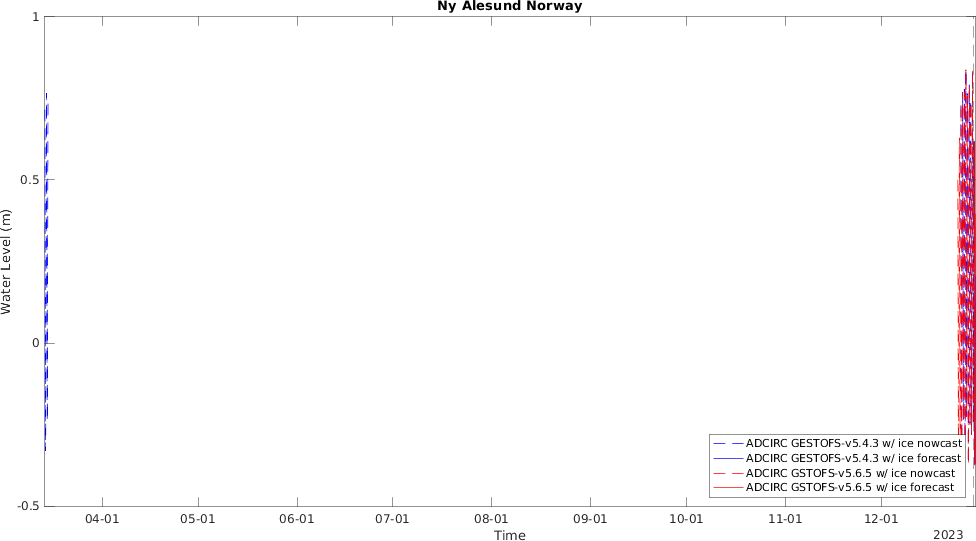 Ny Alesund Norway
1
0.5
0
-0.5
Water Level (m)
ADCIRC GESTOFS-v5.4.3 w/ ice nowcast
ADCIRC GESTOFS-v5.4.3 w/ ice forecast
ADCIRC GSTOFS-v5.6.5 w/ ice nowcast
ADCIRC GSTOFS-v5.6.5 w/ ice forecast
04-01 05-01 06-01 07-01 08-01 09-01 10-01 11-01 12-01
Time
2023